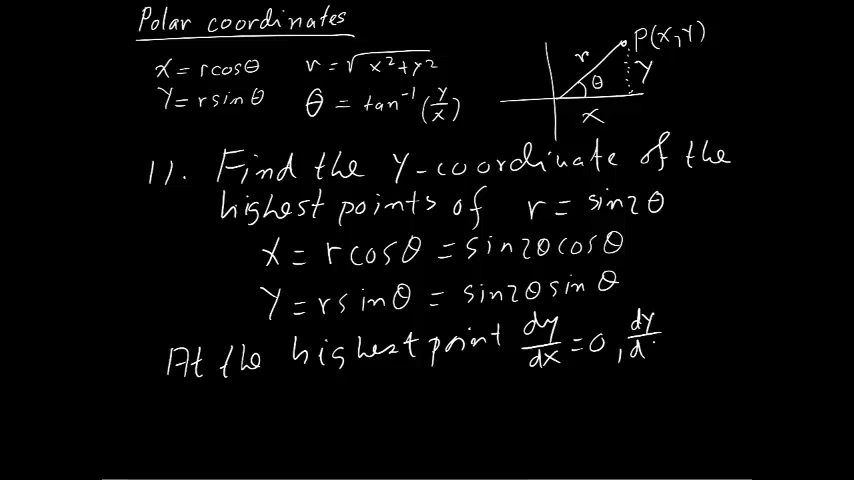 Polar coordinates
x = rcosθ r = √x²+y²
y = rsinθ θ = tan⁻¹(y/x)
P(x,y)
r
θ
y
x
11. Find the y-coordinate of the
highest points of r = sin2θ
x = rcosθ = sin2θcosθ
y = rsinθ = sin2θsinθ
At the highest point dy/dx = 0, dy/d